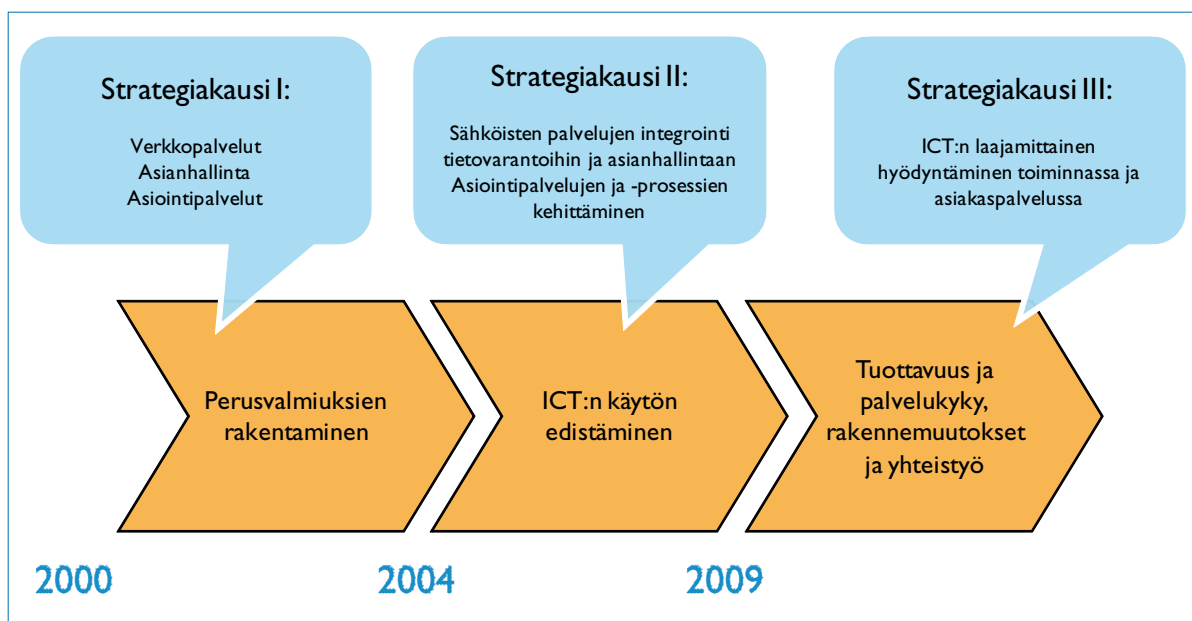 Strategiakausi I:
Verkkopalvelut
Asianhallinta
Asiointipalvelut
Strategiakausi II:
Sähköisten palvelujen integrointi
tietovarantoihin ja asianhallintaan
Asiointipalvelujen ja -prosessien
kehittäminen
Strategiakausi III:
ICT:n laajamittainen
hyödyntäminen toiminnassa ja
asiakaspalvelussa
Perusvalmiuksien
rakentaminen
ICT:n käytön
edistäminen
Tuottavuus ja
palvelukyky,
rakennemuutokset
ja yhteistyö
2000
2004
2009